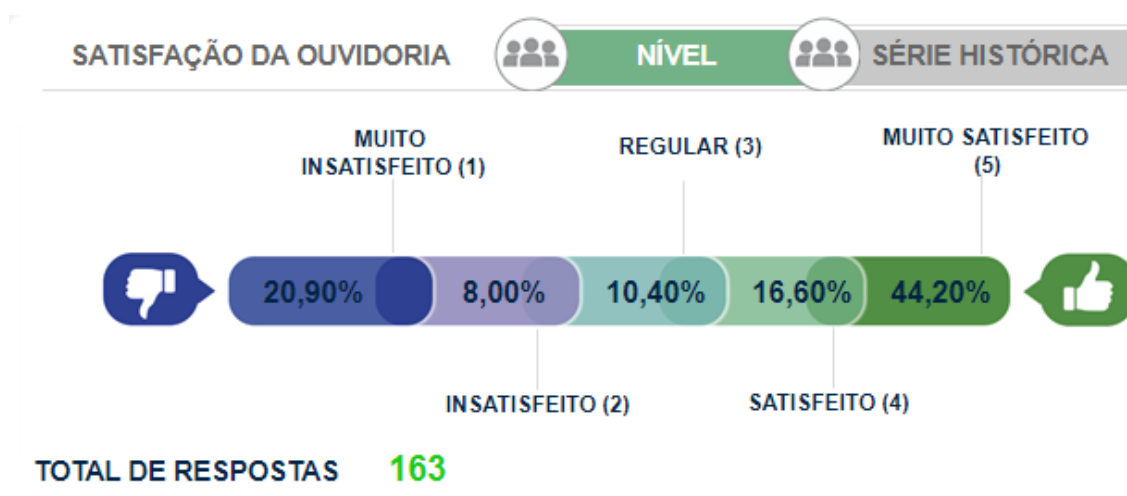 SATISFAÇÃO DA OUVIDORIA
NÍVEL
SÉRIE HISTÓRICA
MUITO
INSATISFEITO (1)
REGULAR (3)
MUITO SATISFEITO
(5)
20,90%
8,00%
10,40%
16,60%
44,20%
INSATISFEITO (2)
SATISFEITO (4)
TOTAL DE RESPOSTAS 163